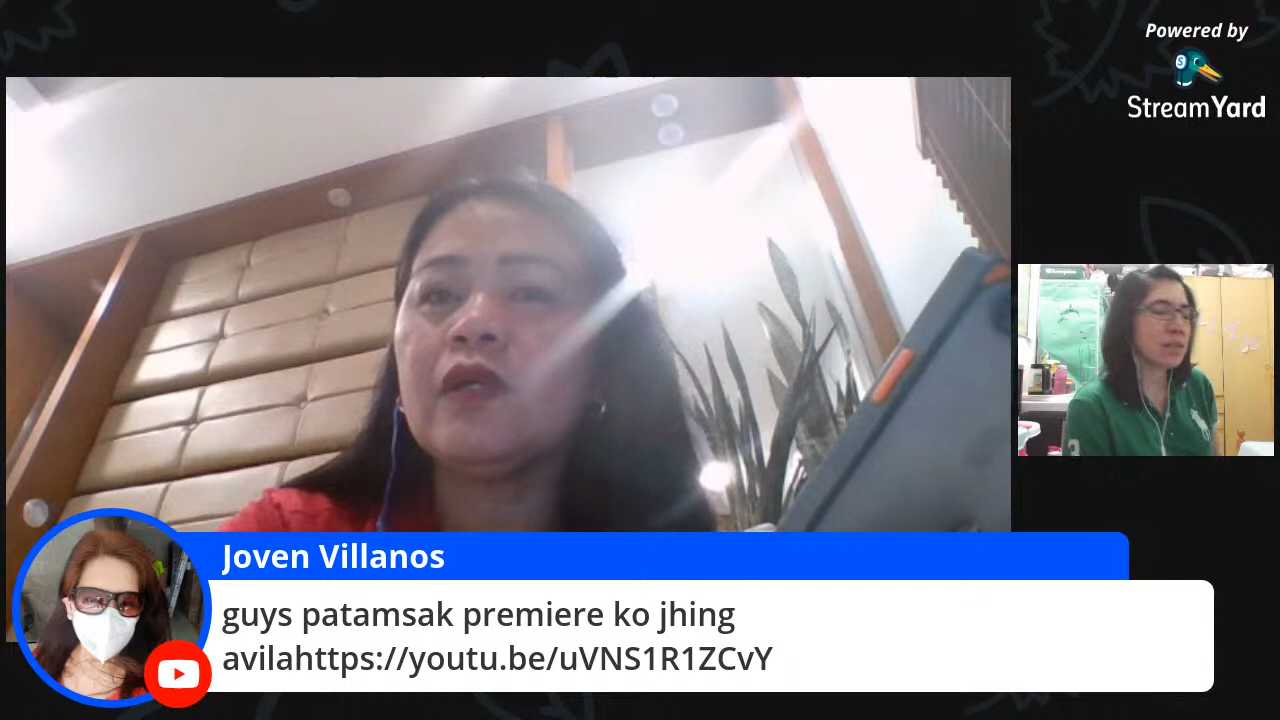 Powered by
StreamYard
Joven Villanos
guys patamsak premiere ko jhing
avilahttps://youtu.be/uVNS1R1ZCvY